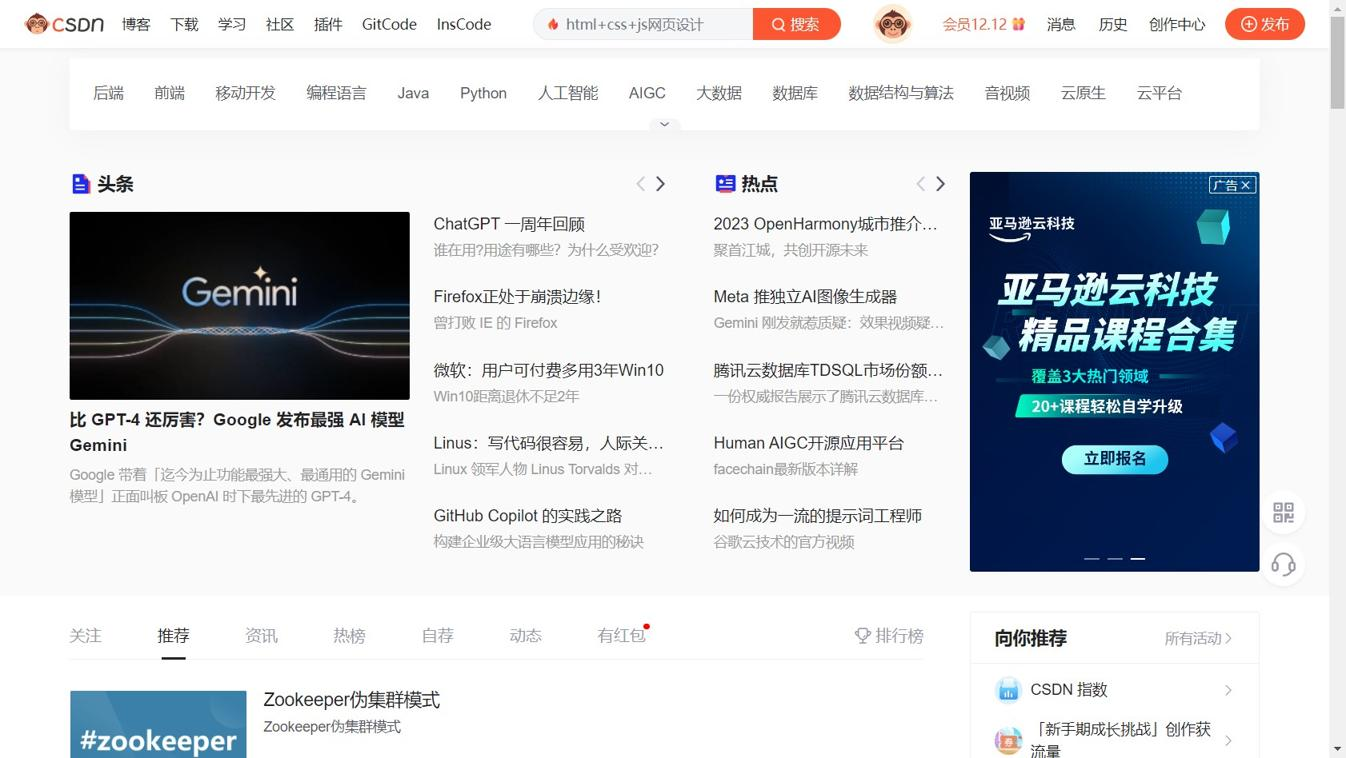 CSDN 博客 下载 学习 社区 插件 GitCode InsCode html+css+js网页设计 搜索 会员12.12 消息 历史 创作中心 发布
后端 前端 移动开发 编程语言 Java Python 人工智能 AIGC 大数据 数据库 数据结构与算法 音视频 云原生 云平台
头条
Gemini
比 GPT-4 还厉害？Google 发布最强 AI 模型
Gemini
Google 带着「迄今为止功能最强大、最通用的 Gemini
模型」正面叫板 OpenAI 时下最先进的 GPT-4。
ChatGPT 一周年回顾
谁在用?用途有哪些？为什么受欢迎?
Firefox正处于崩溃边缘！
曾打败 IE 的 Firefox
微软：用户可付费多用3年Win10
Win10距离退休不足2年
Linus：写代码很容易，人际关…
Linux 领军人物 Linus Torvalds 对…
GitHub Copilot 的实践之路
构建企业级大语言模型应用的秘诀
热点
2023 OpenHarmony城市推介…
聚首江城，共创开源未来
Meta 推独立AI图像生成器
Gemini 刚发就惹质疑：效果视频疑…
腾讯云数据库TDSQL市场份额…
一份权威报告展示了腾讯云数据库…
Human AIGC开源应用平台
facechain最新版本详解
如何成为一流的提示词工程师
谷歌云技术的官方视频
广告
亚马逊云科技
亚马逊云科技
精品课程合集
覆盖3大热门领域
20+课程轻松自学升级
立即报名
关注 推荐 资讯 热榜 自荐 动态 有红包 排行榜
#zookeeper
Zookeeper伪集群模式
Zookeeper伪集群模式
向你推荐 所有活动
CSDN 指数
「新手期成长挑战」创作获
流量